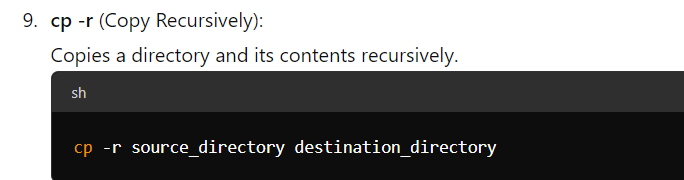 9. cp -r (Copy Recursively):
Copies a directory and its contents recursively.
sh
cp -r source_directory destination_directory